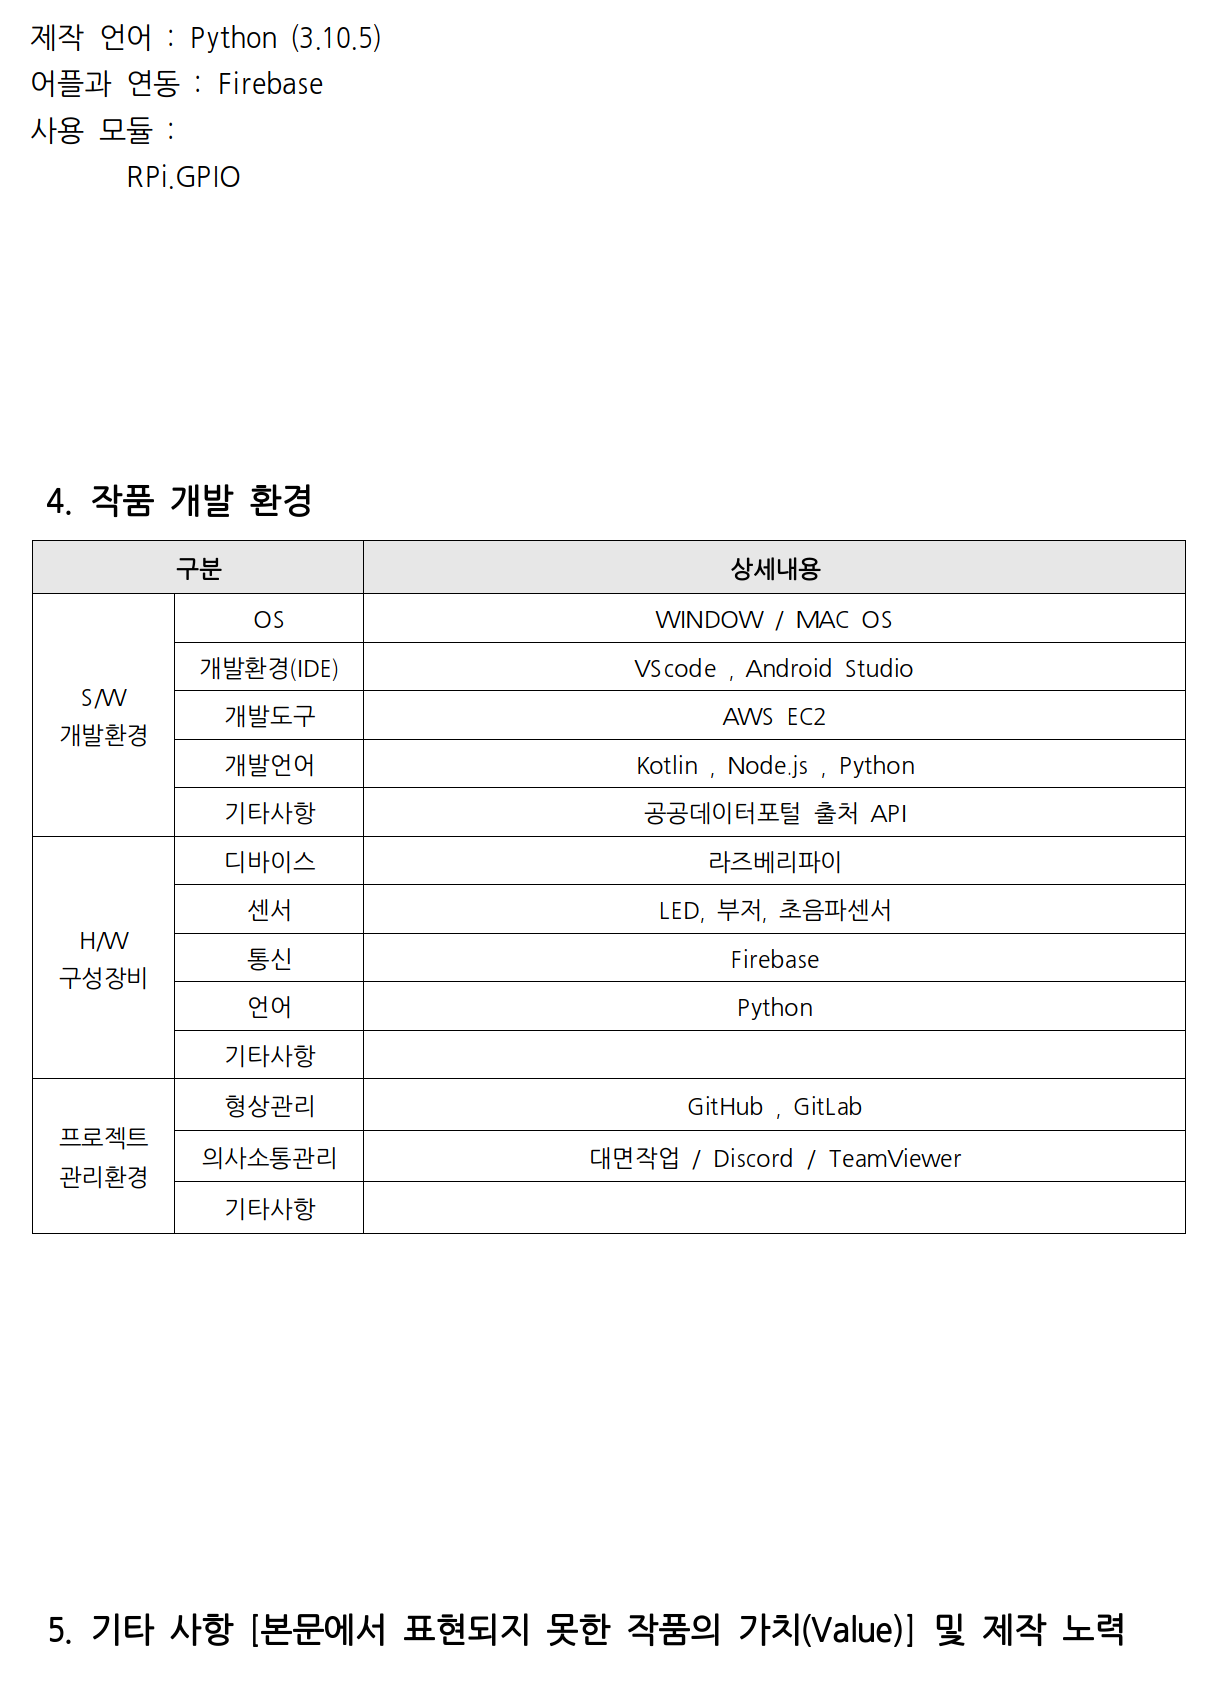 제작 언어 : Python (3.10.5)
어플과 연동 : Firebase
사용 모듈 :
RPi.GPIO
4. 작품 개발 환경
구분 상세내용
S/W
개발환경
OS WINDOW / MAC OS
개발환경(IDE) VScode , Android Studio
개발도구 AWS EC2
개발언어 Kotlin , Node.js , Python
기타사항 공공데이터포털 출처 API
H/W
구성장비
디바이스 라즈베리파이
센서 LED, 부저, 초음파센서
통신 Firebase
언어 Python
기타사항
프로젝트
관리환경
형상관리 GitHub , GitLab
의사소통관리 대면작업 / Discord / TeamViewer
기타사항
5. 기타 사항 [본문에서 표현되지 못한 작품의 가치(Value)] 및 제작 노력